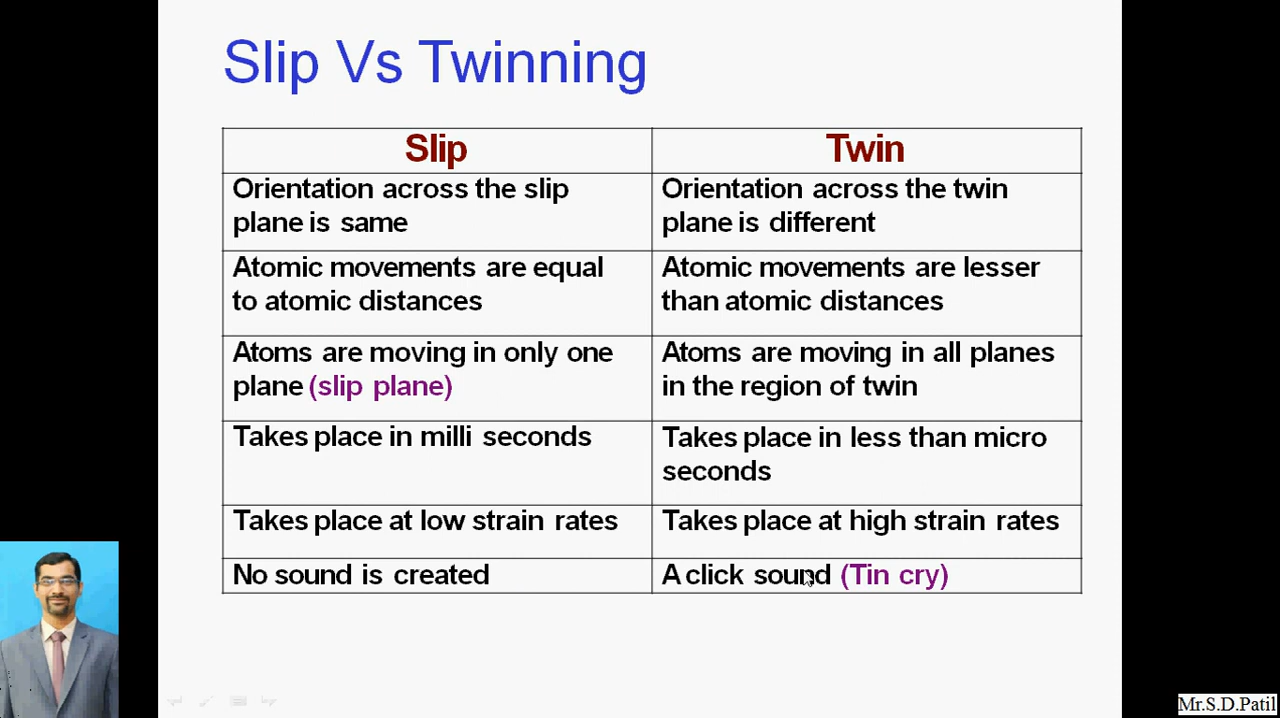 Slip Vs Twinning
Slip
Twin
Orientation across the slip
plane is same
Orientation across the twin
plane is different
Atomic movements are equal
to atomic distances
Atomic movements are lesser
than atomic distances
Atoms are moving in only one
plane (slip plane)
Atoms are moving in all planes
in the region of twin
Takes place in milli seconds
Takes place in less than micro
seconds
Takes place at low strain rates
Takes place at high strain rates
No sound is created
A click sound (Tin cry)
Mr.S.D.Patil